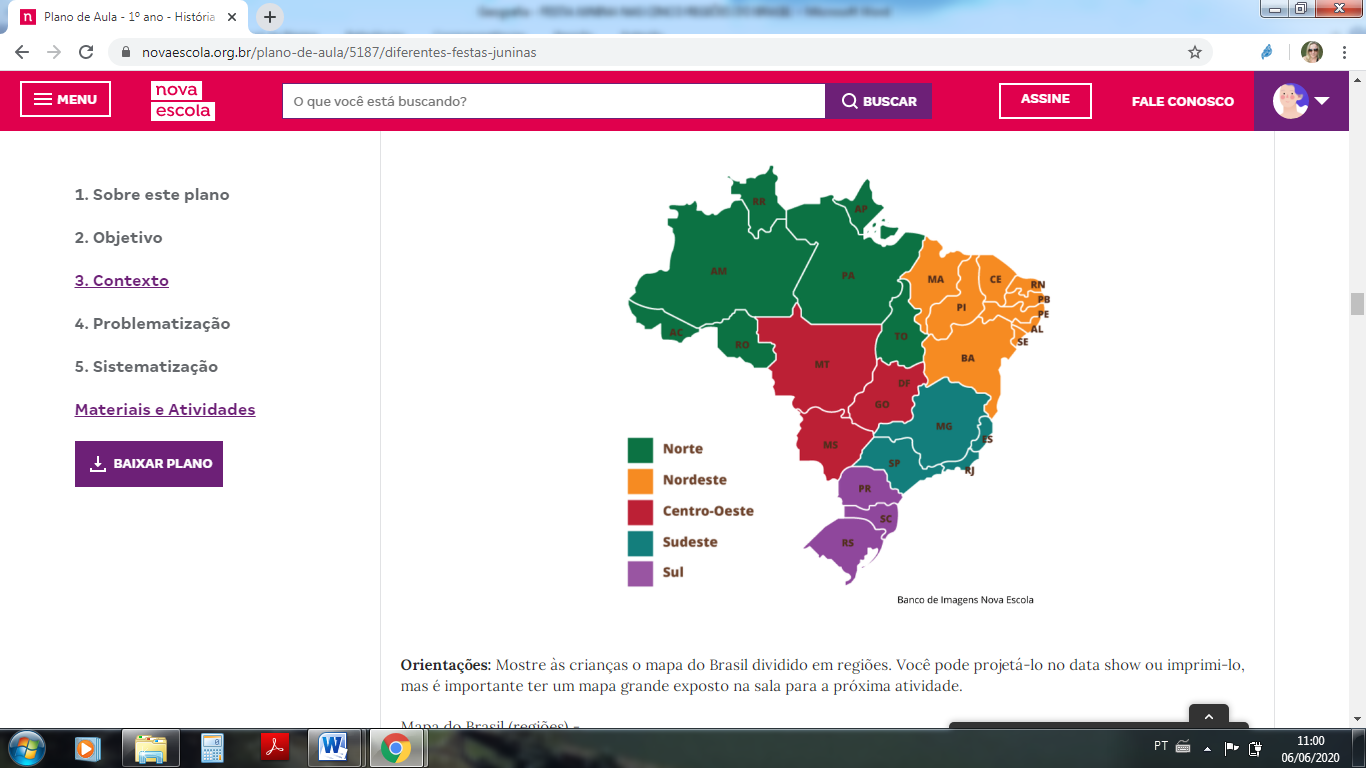 Plano de Aula - 1º ano - História
novaescola.org.br/plano-de-aula/5187/diferentes-festas-juninas
MENU
nova
escola
O que você está buscando?
BUSCAR
ASSINE
FALE CONOSCO
1. Sobre este plano
2. Objetivo
3. Contexto
4. Problematização
5. Sistematização
Materiais e Atividades
BAIXAR PLANO
RR
AP
AM
PA
MA
CE
RN
PB
PI
PE
AL
AC
TO
SE
RO
BA
MT
DF
GO
MG
MS
ES
SP
RJ
PR
SC
RS
Norte
Nordeste
Centro-Oeste
Sudeste
Sul
Banco de Imagens Nova Escola
Orientações: Mostre às crianças o mapa do Brasil dividido em regiões. Você pode projetá-lo no data show ou imprimi-lo,
mas é importante ter um mapa grande exposto na sala para a próxima atividade.
Mapa do Brasil (regiões) -
PT
11:00
06/06/2020